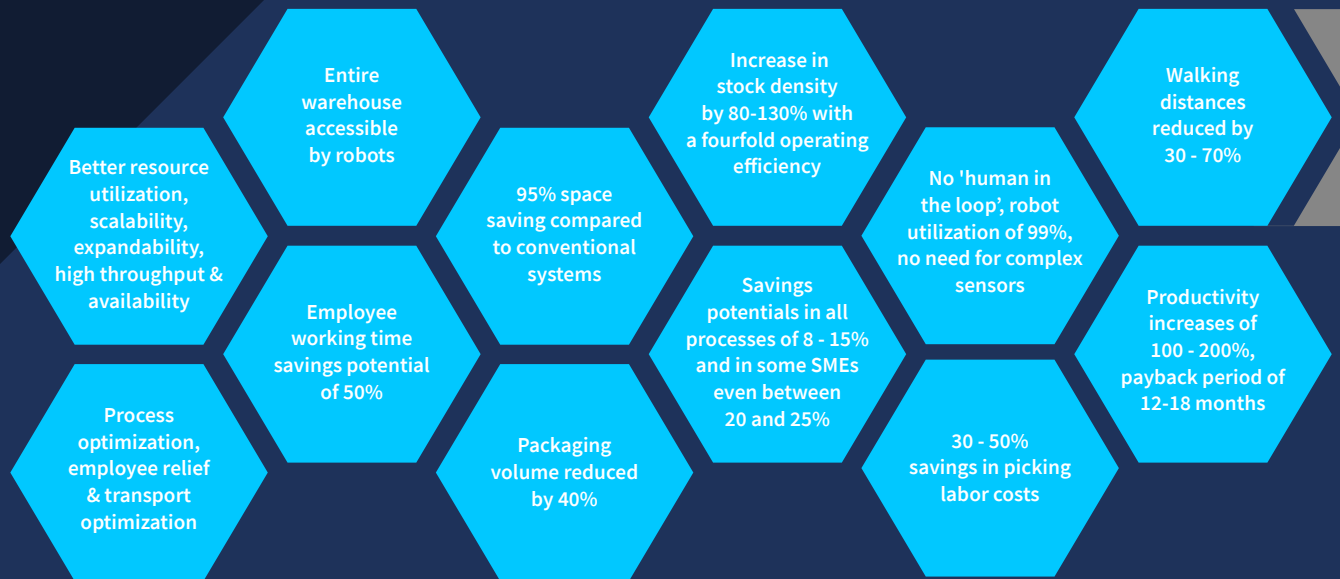 Better resource
utilization,
scalability,
expandability,
high throughput &
availability
Process
optimization,
employee relief
& transport
optimization
Entire
warehouse
accessible
by robots
Employee
working time
savings potential
of 50%
95% space
saving compared
to conventional
systems
Packaging
volume reduced
by 40%
Increase in
stock density
by 80-130% with
a fourfold operating
efficiency
Savings
potentials in all
processes of 8 - 15%
and in some SMEs
even between
20 and 25%
No 'human in
the loop’, robot
utilization of 99%,
no need for complex
sensors
30 - 50%
savings in picking
labor costs
Walking
distances
reduced by
30 - 70%
Productivity
increases of
100 - 200%,
payback period of
12-18 months